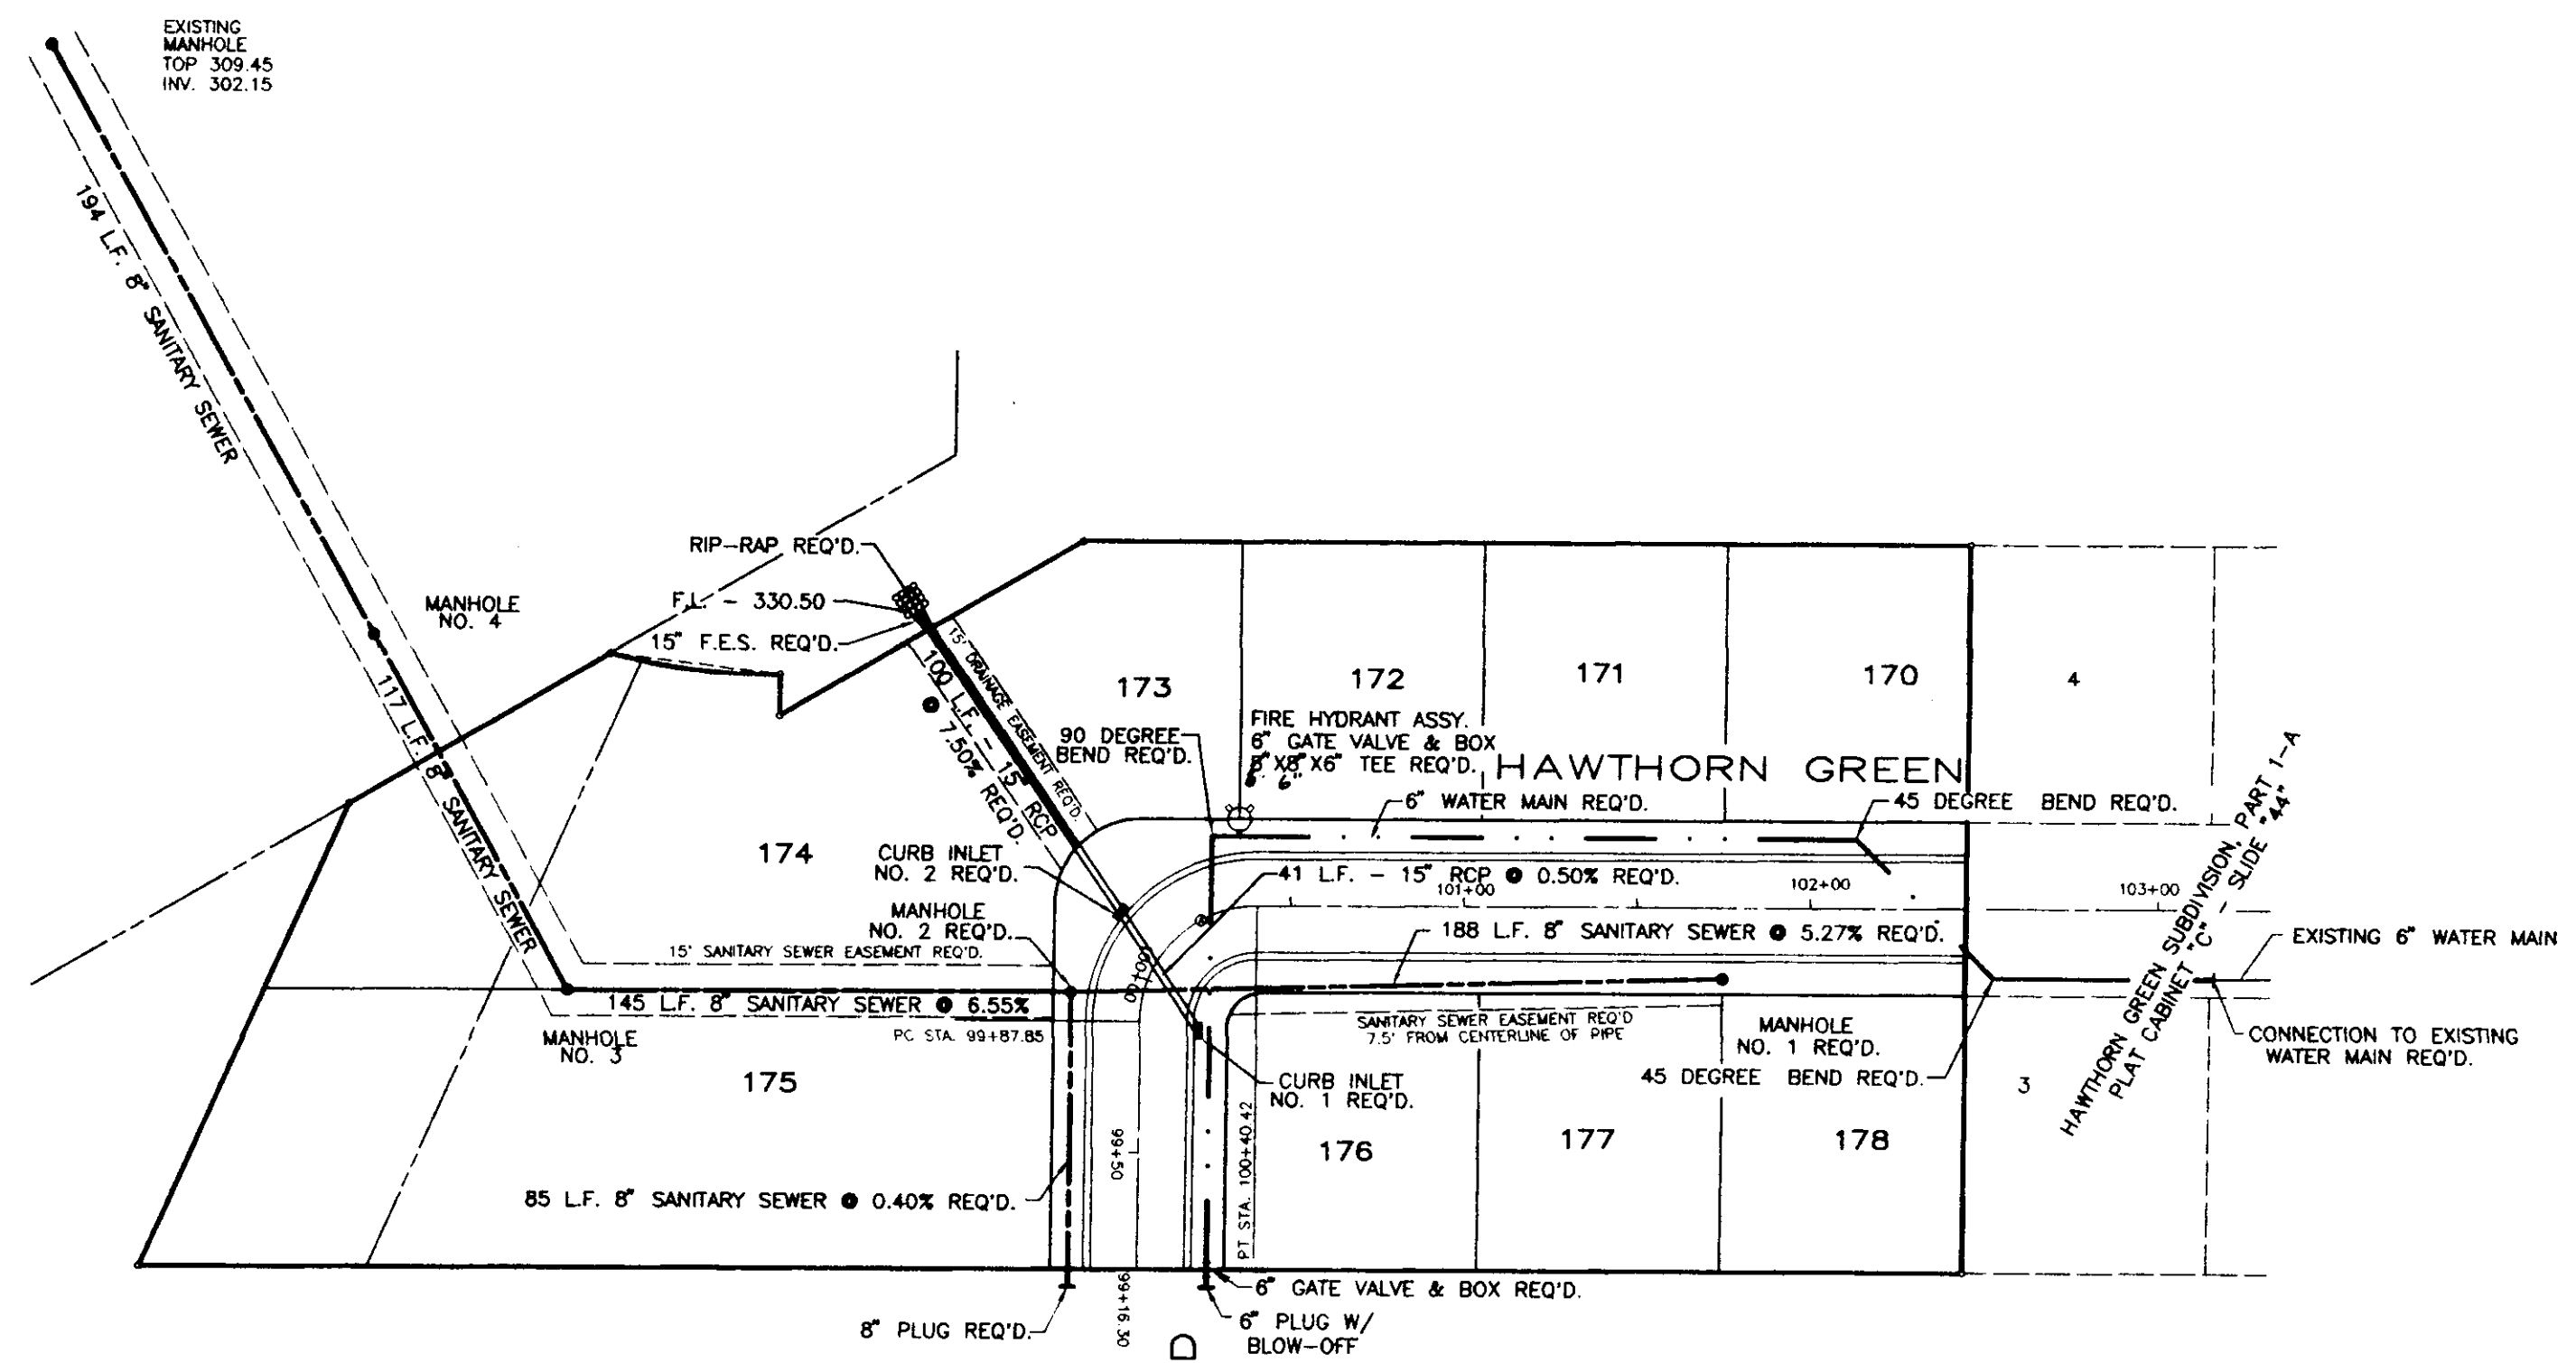 EXISTING
MANHOLE
TOP 309.45
INV. 302.15
194 L.F. 8" SANITARY SEWER
MANHOLE
NO. 4
117 L.F. 8" SANITARY SEWER
RIP-RAP REQ'D.
F.L. - 330.50
15" F.E.S. REQ'D.
15' DRAINAGE EASEMENT REQ'D.
100 L.F. - 15" RCP
@ 7.50% REQ'D.
173
172
171
170
4
90 DEGREE
BEND REQ'D.
FIRE HYDRANT ASSY.
6" GATE VALVE & BOX
X8" X6" TEE REQ'D.
6"
HAWTHORN GREEN
6" WATER MAIN REQ'D.
45 DEGREE BEND REQ'D.
174
CURB INLET
NO. 2 REQ'D.
41 L.F. - 15" RCP @ 0.50% REQ'D.
101+00
102+00
103+00
MANHOLE
NO. 2 REQ'D.
188 L.F. 8" SANITARY SEWER @ 5.27% REQ'D.
EXISTING 6" WATER MAIN
15' SANITARY SEWER EASEMENT REQ'D.
100+00
145 L.F. 8" SANITARY SEWER @ 6.55%
MANHOLE
NO. 3
PC STA. 99+87.85
SANITARY SEWER EASEMENT REQ'D
7.5' FROM CENTERLINE OF PIPE
MANHOLE
NO. 1 REQ'D.
45 DEGREE BEND REQ'D.
CONNECTION TO EXISTING
WATER MAIN REQ'D.
HAWTHORN GREEN SUBDIVISION, PART 1-A
PLAT CABINET "C" - SLIDE "44"
175
CURB INLET
NO. 1 REQ'D.
3
99+50
PT STA. 100+40.42
176
177
178
85 L.F. 8" SANITARY SEWER @ 0.40% REQ'D.
99+16.30
6" GATE VALVE & BOX REQ'D.
8" PLUG REQ'D.
6" PLUG W/
BLOW-OFF
D